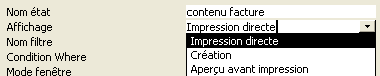 Nom état contenu facture
Affichage Impression directe
Nom filtre Impression directe
Condition Where Création
Mode fenêtre Aperçu avant impression